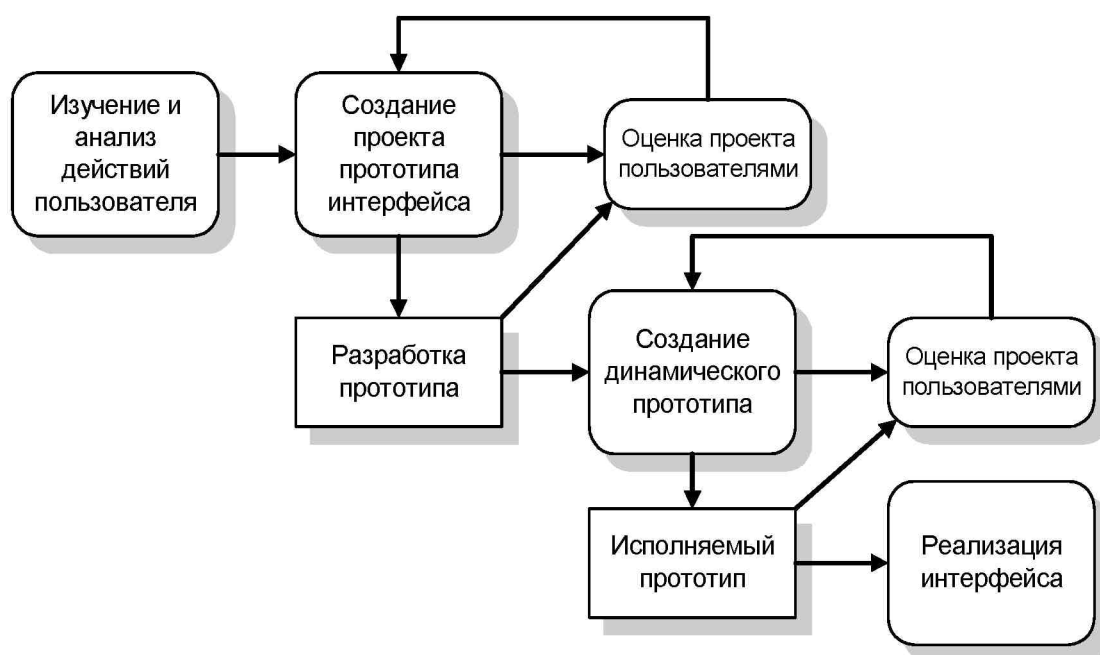 Изучение и
анализ
действий
пользователя
Создание
проекта
прототипа
интерфейса
Оценка проекта
пользователями
Разработка
прототипа
Создание
динамического
прототипа
Оценка проекта
пользователями
Исполняемый
прототип
Реализация
интерфейса